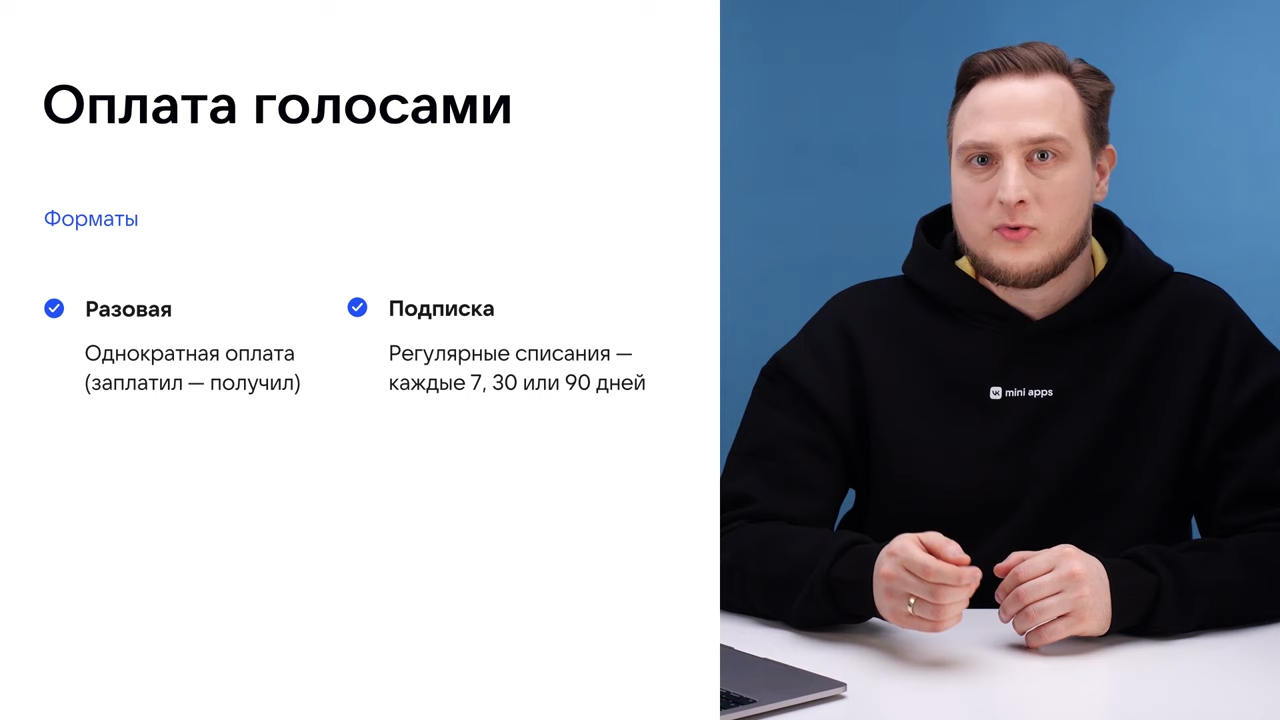 Оплата голосами
Форматы
Разовая
Однократная оплата
(заплатил — получил)
Подписка
Регулярные списания —
каждые 7, 30 или 90 дней
VK mini apps